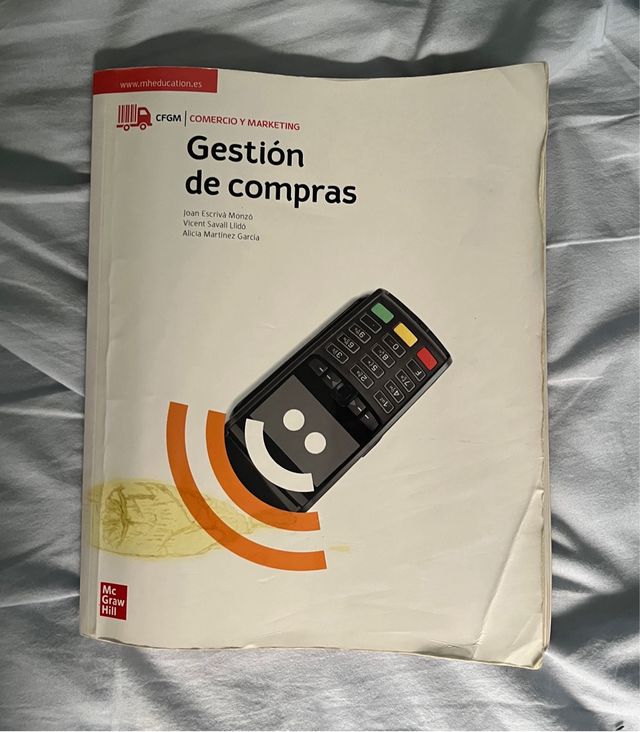 www.mheducation.es
CFGM | COMERCIO Y MARKETING
Gestión
de compras
Joan Escrivá Monzó
Vicent Savall Llidó
Alicia Martínez García
Mc
Graw
Hill